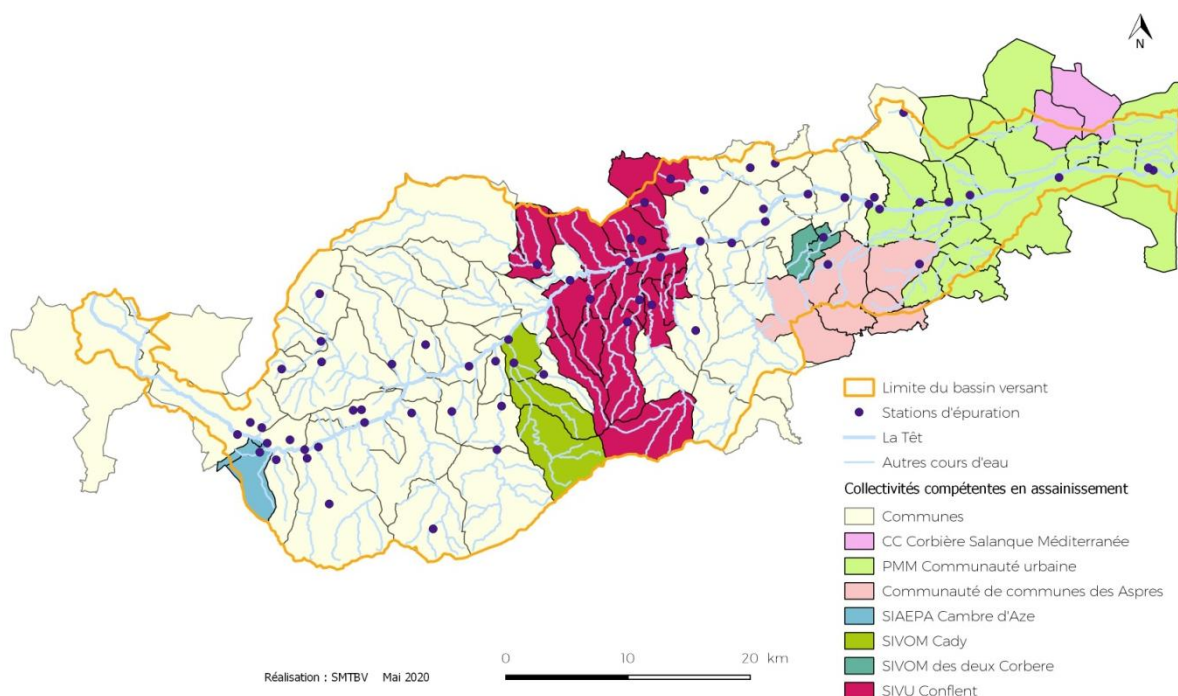 N
Limite du bassin versant
Stations d'épuration
La Têt
Autres cours d'eau
Collectivités compétentes en assainissement
Communes
CC Corbière Salanque Méditerranée
PMM Communauté urbaine
Communauté de communes des Aspres
SIAEPA Cambre d'Aze
SIVOM Cady
SIVOM des deux Corbere
SIVU Conflent
0 10 20 km
Réalisation : SMTBV Mai 2020